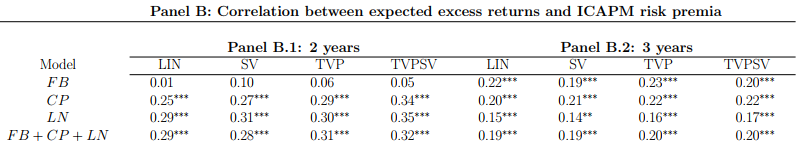 Panel B: Correlation between expected excess returns and ICAPM risk premia
Panel B.1: 2 years Panel B.2: 3 years
Model LIN SV TVP TVPSV LIN SV TVP TVPSV
FB 0.01 0.10 0.06 0.05 0.22*** 0.19*** 0.23*** 0.20***
CP 0.25*** 0.27*** 0.29*** 0.34*** 0.20*** 0.21*** 0.22*** 0.22***
LN 0.29*** 0.31*** 0.30*** 0.35*** 0.15*** 0.14** 0.16*** 0.17***
FB + CP + LN 0.29*** 0.28*** 0.31*** 0.32*** 0.19*** 0.19*** 0.20*** 0.20***